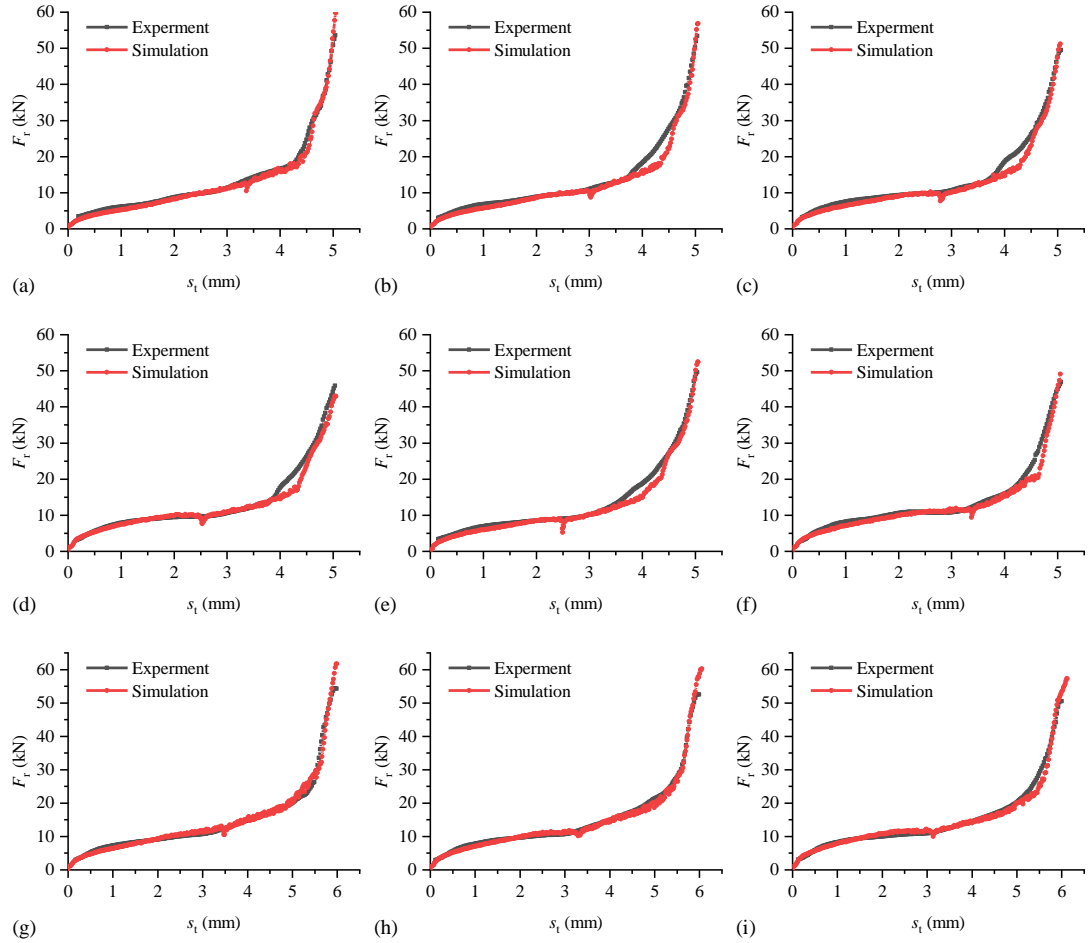 60
50
40
30
20
10
0
F_r (kN)
Experment
Simulation
0 1 2 3 4 5
s_t (mm)
(a)
60
50
40
30
20
10
0
F_r (kN)
Experment
Simulation
0 1 2 3 4 5
s_t (mm)
(b)
60
50
40
30
20
10
0
F_r (kN)
Experment
Simulation
0 1 2 3 4 5
s_t (mm)
(c)
60
50
40
30
20
10
0
F_r (kN)
Experment
Simulation
0 1 2 3 4 5
s_t (mm)
(d)
60
50
40
30
20
10
0
F_r (kN)
Experment
Simulation
0 1 2 3 4 5
s_t (mm)
(e)
60
50
40
30
20
10
0
F_r (kN)
Experment
Simulation
0 1 2 3 4 5
s_t (mm)
(f)
60
50
40
30
20
10
0
F_r (kN)
Experment
Simulation
0 1 2 3 4 5 6
s_t (mm)
(g)
60
50
40
30
20
10
0
F_r (kN)
Experment
Simulation
0 1 2 3 4 5 6
s_t (mm)
(h)
60
50
40
30
20
10
0
F_r (kN)
Experment
Simulation
0 1 2 3 4 5 6
s_t (mm)
(i)